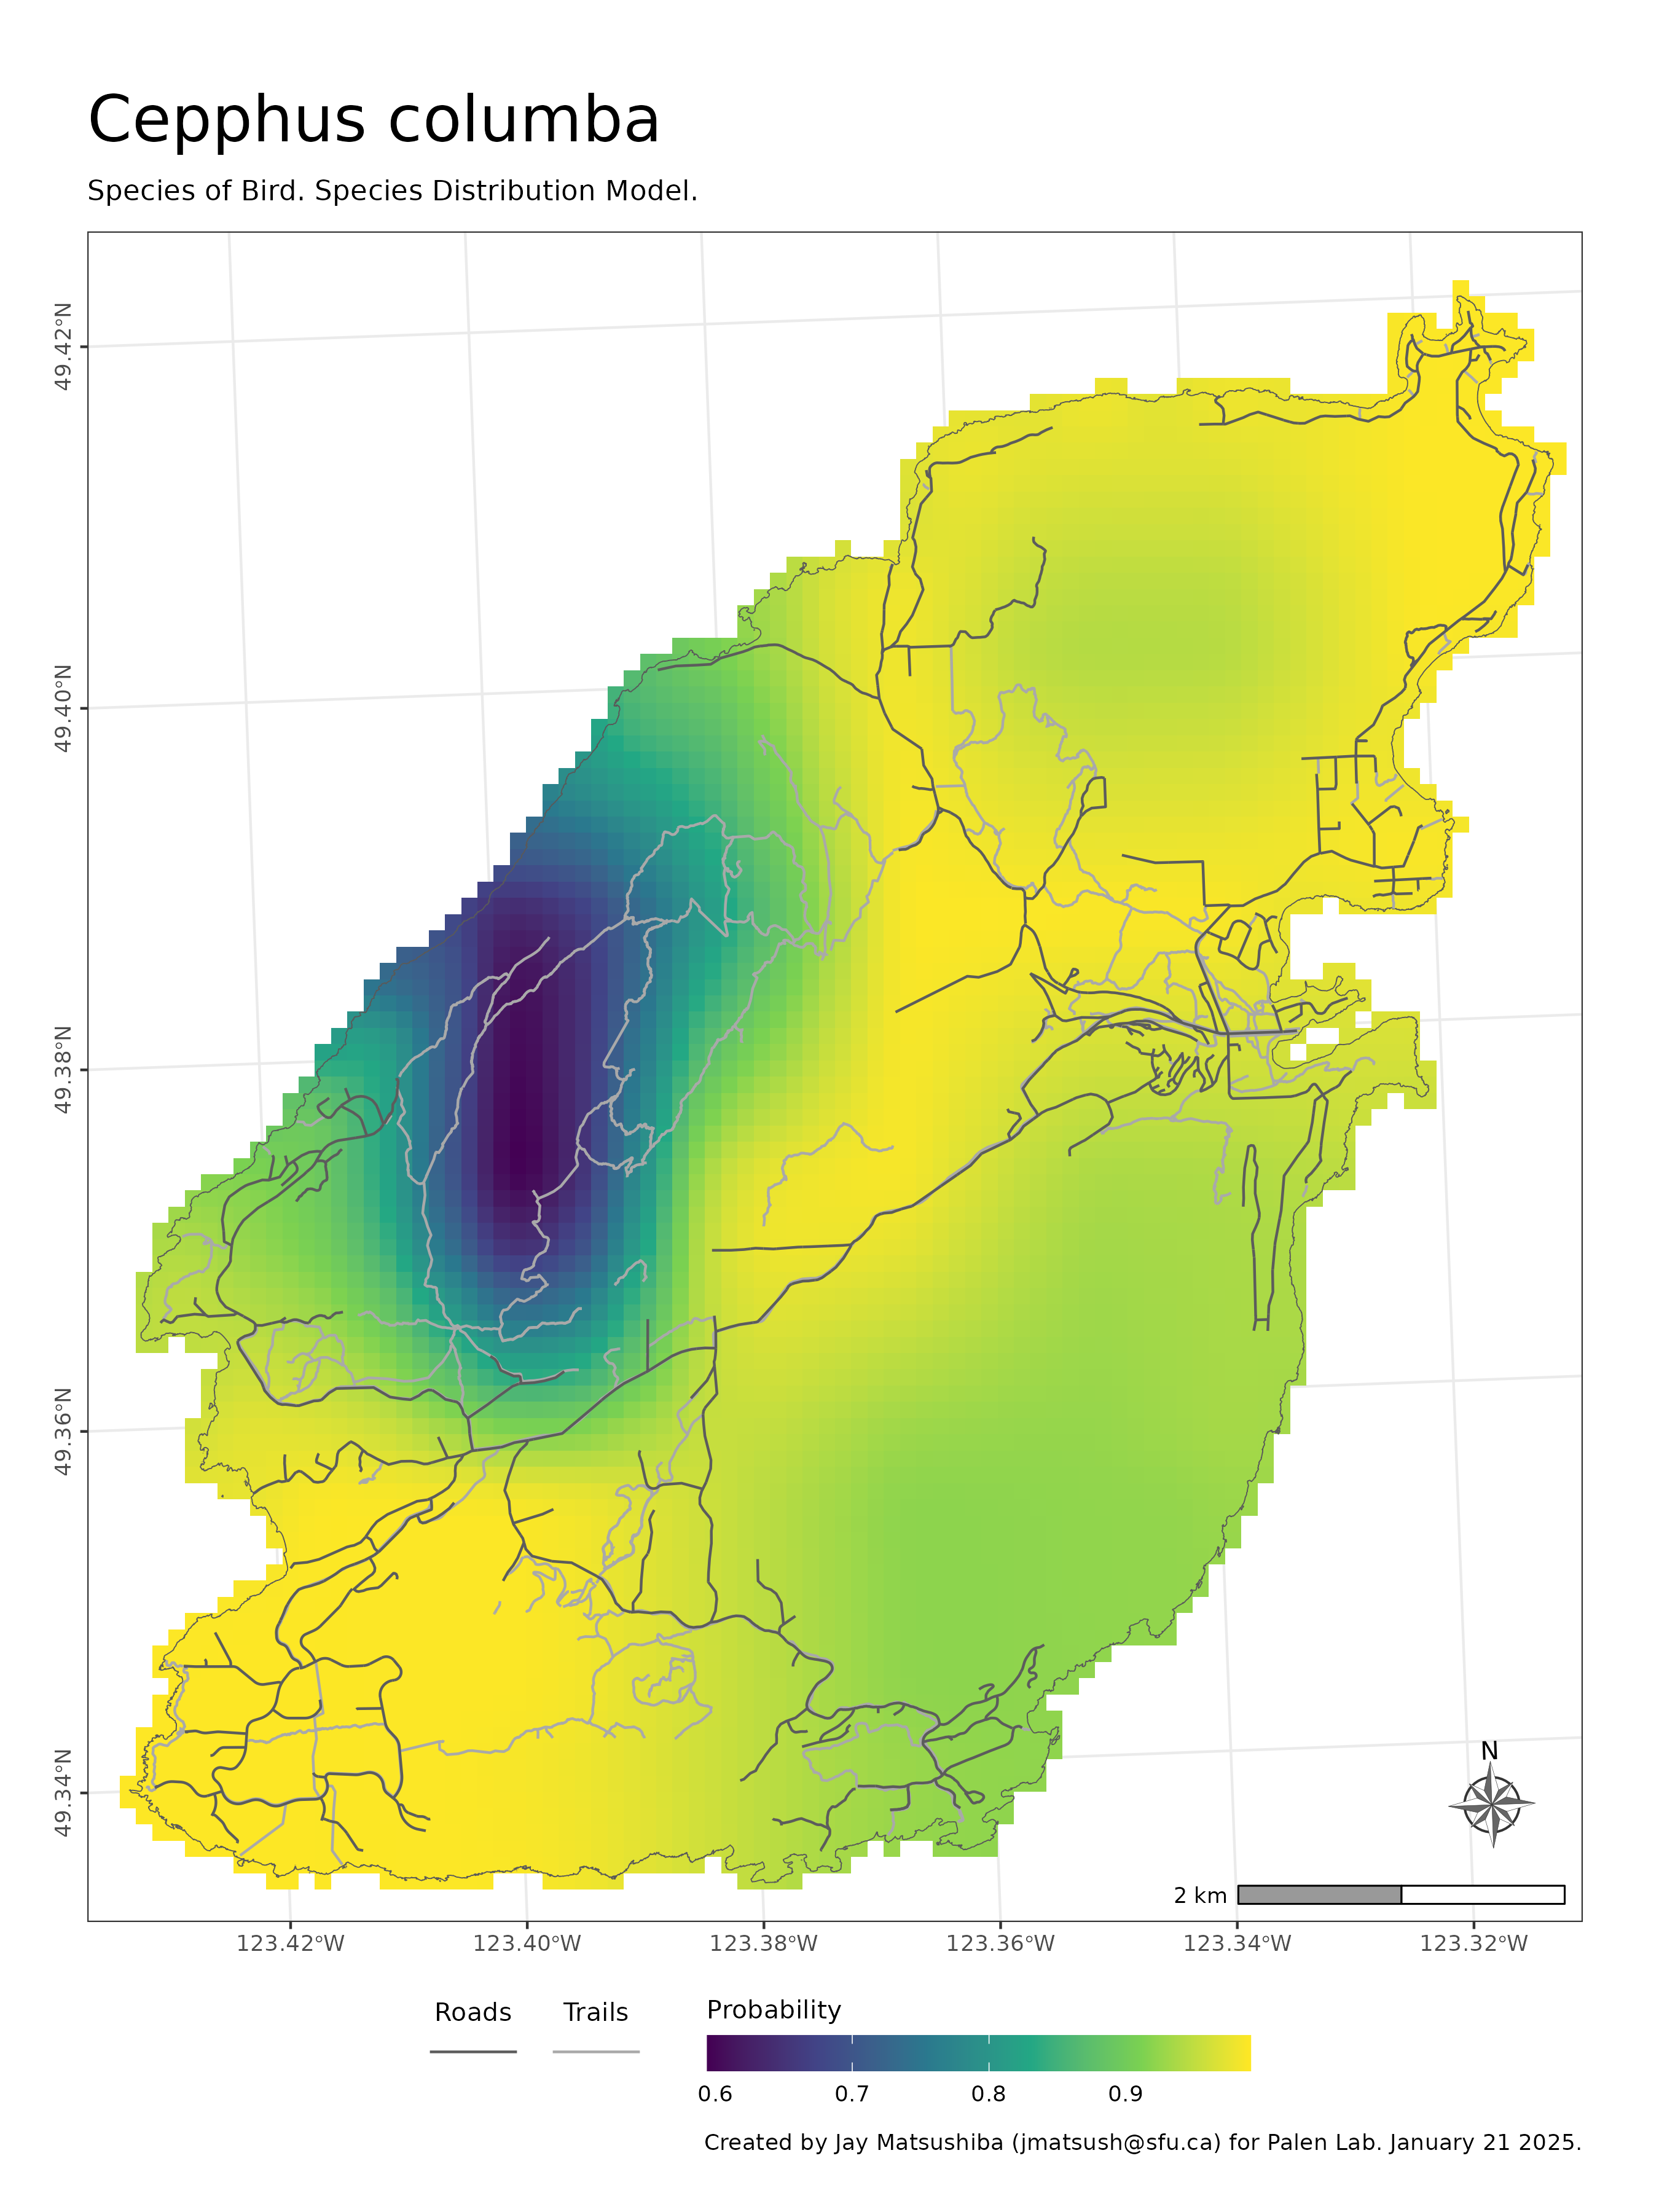 Cepphus columba
Species of Bird. Species Distribution Model.
49.42°N
49.40°N
49.38°N
49.36°N
49.34°N
N
2 km
123.42°W 123.40°W 123.38°W 123.36°W 123.34°W 123.32°W
Roads Trails Probability
0.6 0.7 0.8 0.9
Created by Jay Matsushiba (jmatsush@sfu.ca) for Palen Lab. January 21 2025.